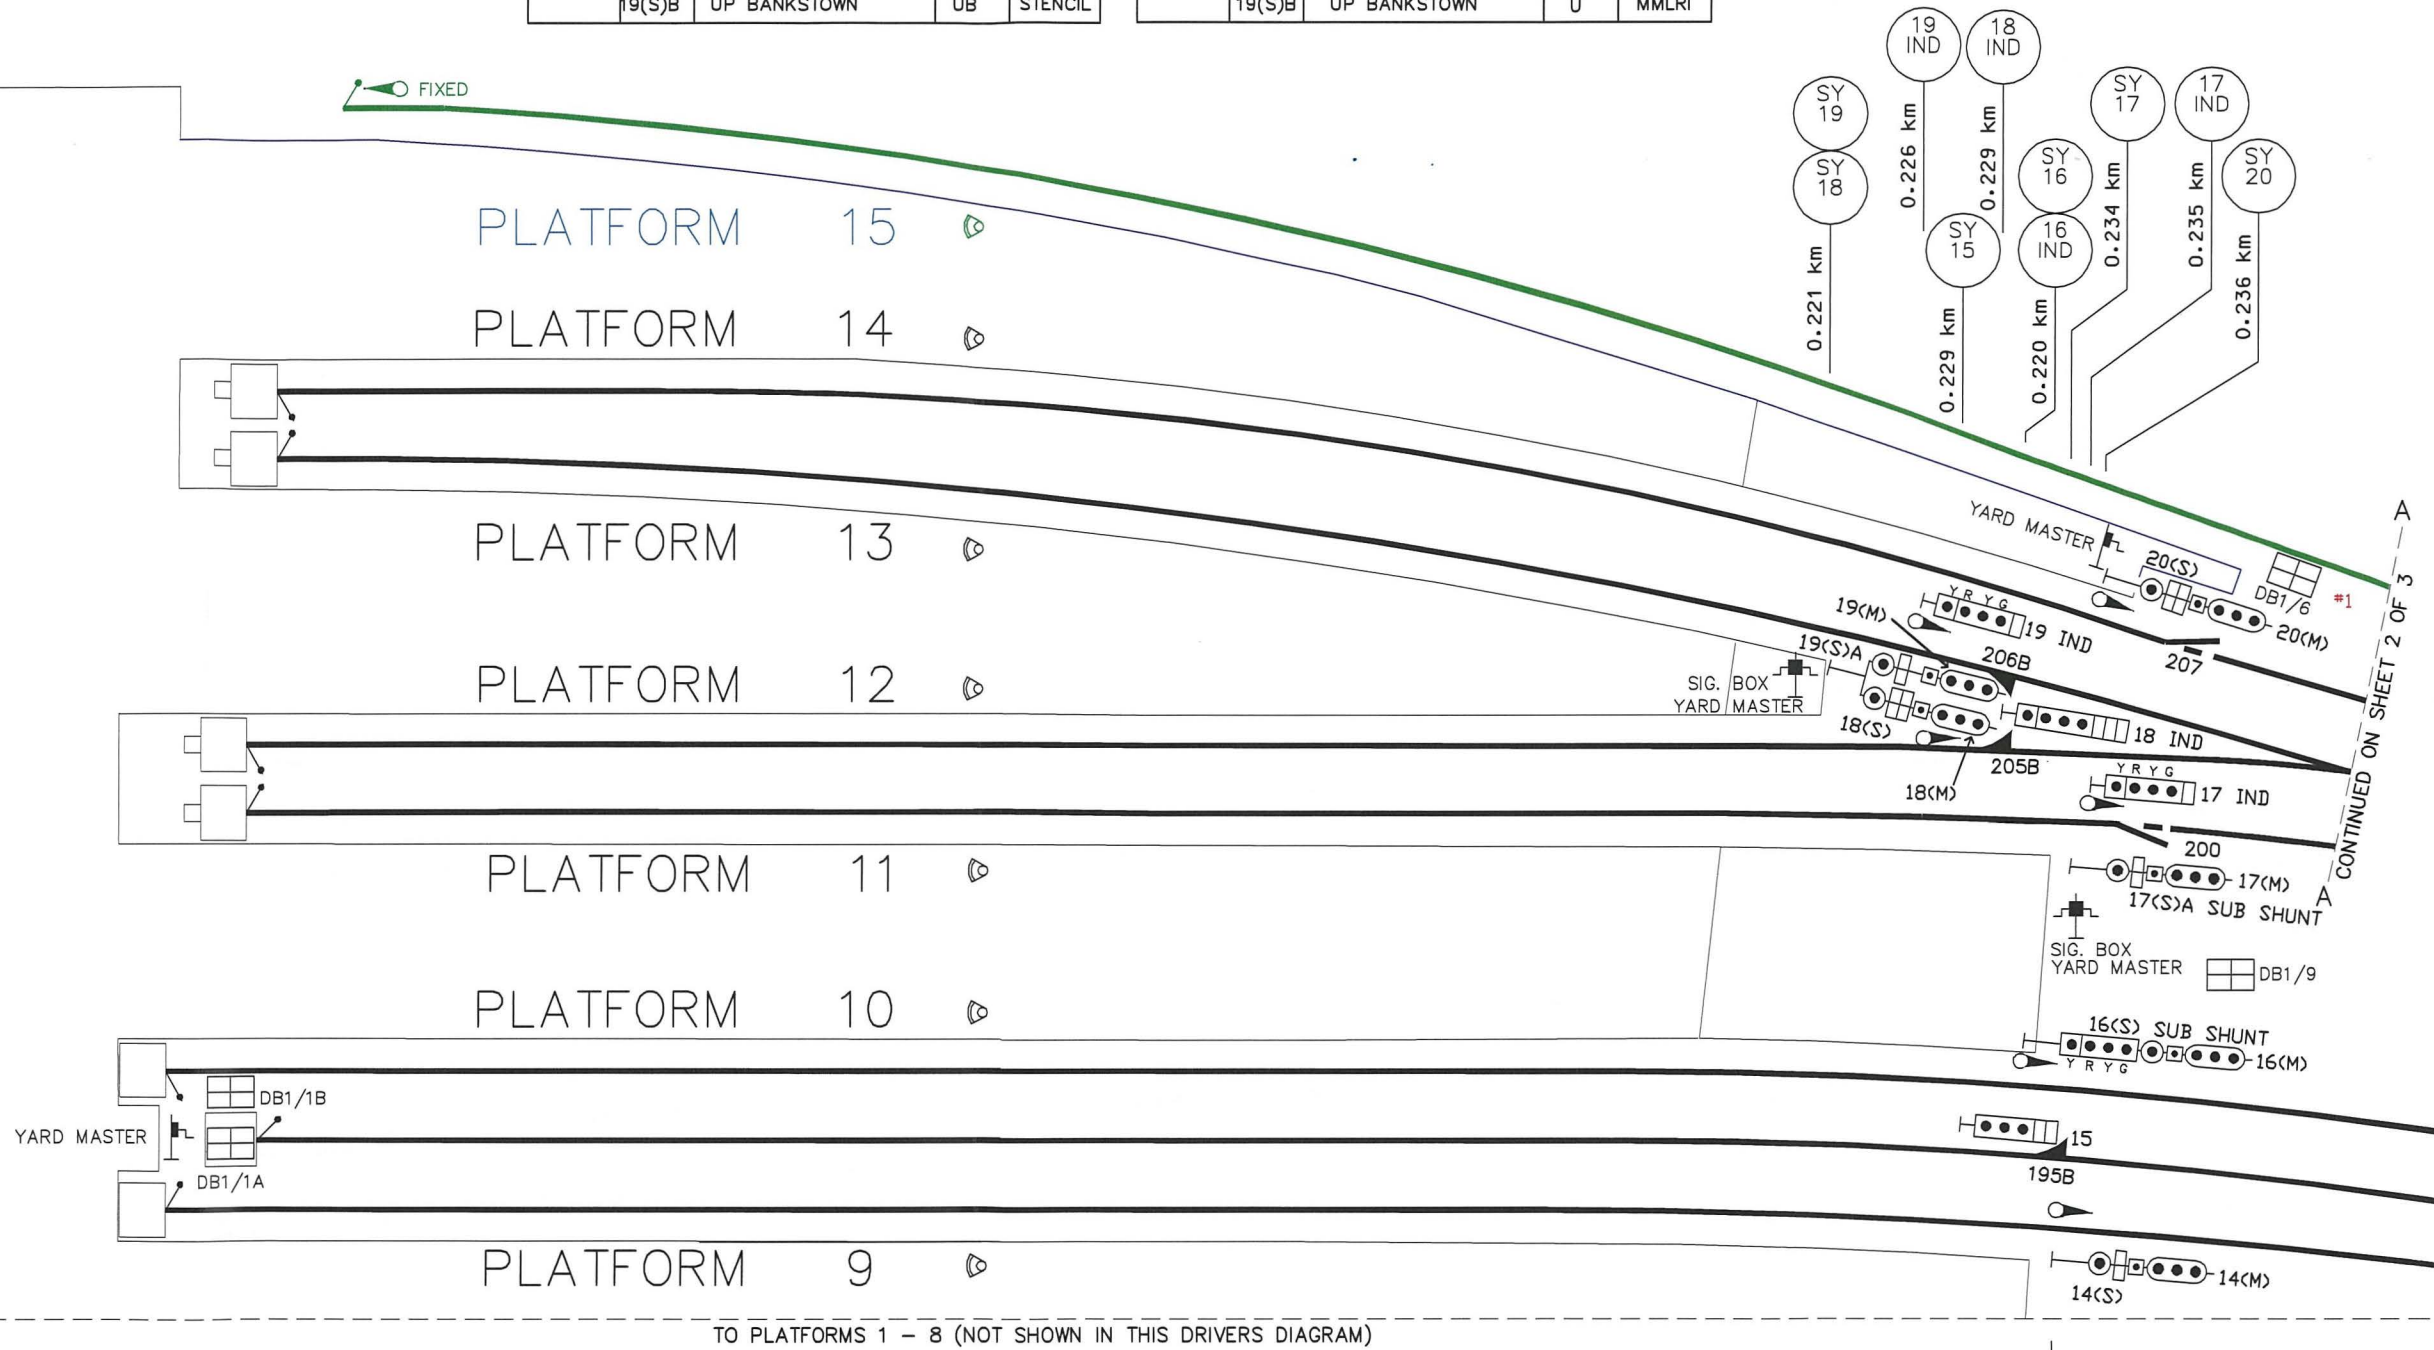 19(S)B UP BANKSTOWN UB STENCIL
19(S)B UP BANKSTOWN U MMLRI
19
IND
18
IND
SY
19
SY
18
SY
17
17
IND
SY
16
SY
20
SY
15
16
IND
0.226 km
0.229 km
0.234 km
0.235 km
0.221 km
0.229 km
0.220 km
0.236 km
FIXED
PLATFORM 15
PLATFORM 14
PLATFORM 13
PLATFORM 12
PLATFORM 11
PLATFORM 10
PLATFORM 9
A
YARD MASTER
20(S)
DB1/6
#1
20(M)
207
Y R Y G
19 IND
19(M)
19(S)A
206B
SIG. BOX
YARD MASTER
18(S)
18 IND
205B
18(M)
Y R Y G
17 IND
200
17(M)
17(S)A SUB SHUNT
A
CONTINUED ON SHEET 2 OF 3
SIG. BOX
YARD MASTER
DB1/9
16(S) SUB SHUNT
16(M)
Y R Y G
15
195B
14(M)
14(S)
DB1/1B
YARD MASTER
DB1/1A
TO PLATFORMS 1 – 8 (NOT SHOWN IN THIS DRIVERS DIAGRAM)